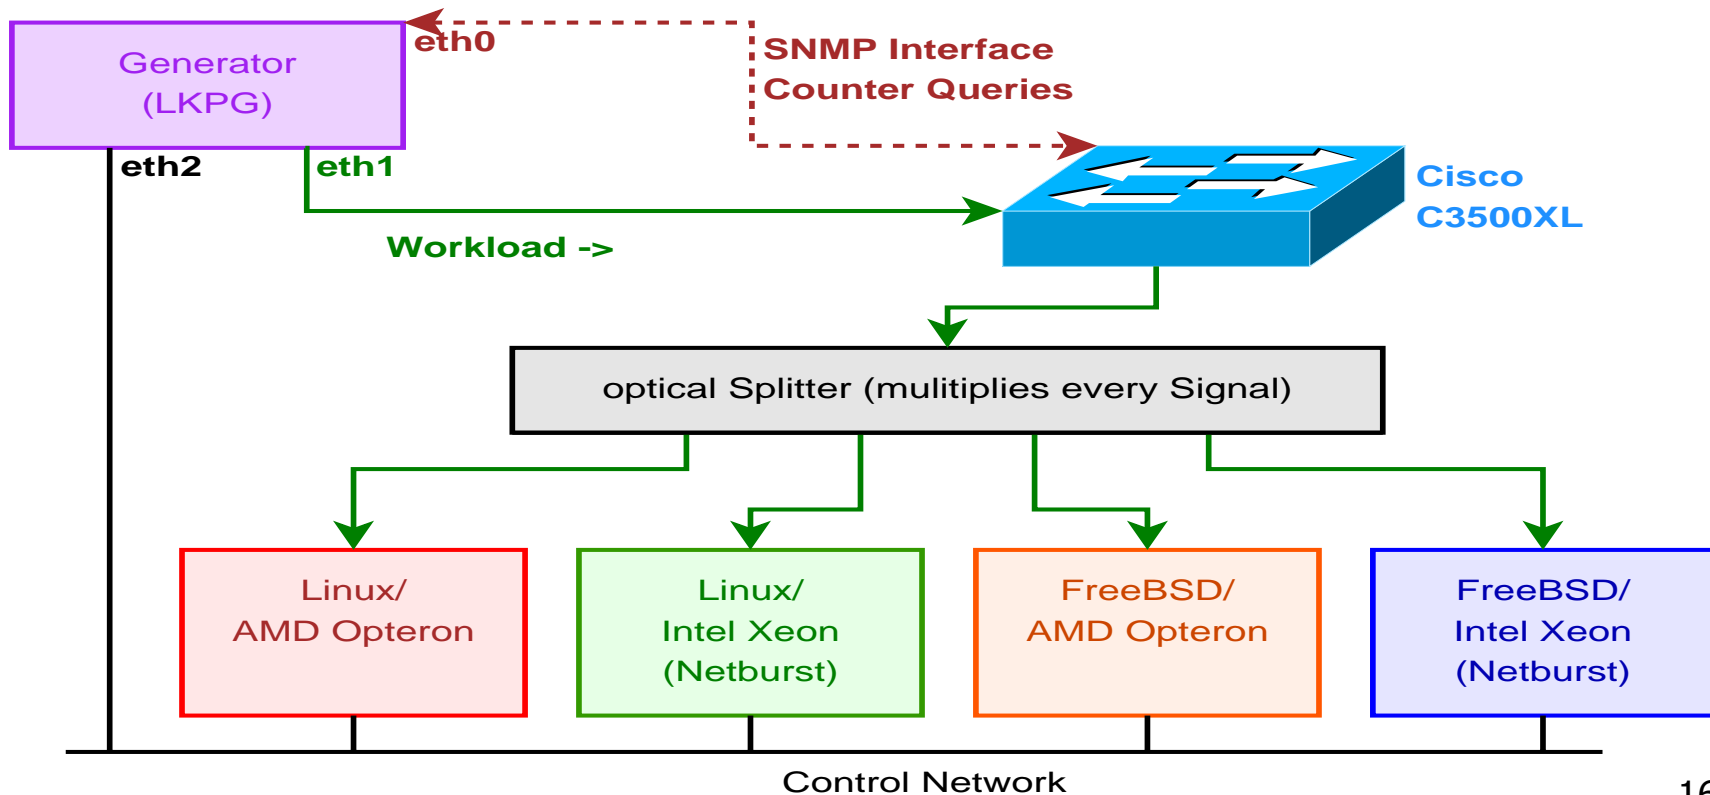 Generator
(LKPG)
eth0
SNMP Interface
Counter Queries
eth2
eth1
Workload ->
Cisco
C3500XL
optical Splitter (mulitiplies every Signal)
Linux/
AMD Opteron
Linux/
Intel Xeon
(Netburst)
FreeBSD/
AMD Opteron
FreeBSD/
Intel Xeon
(Netburst)
Control Network
16